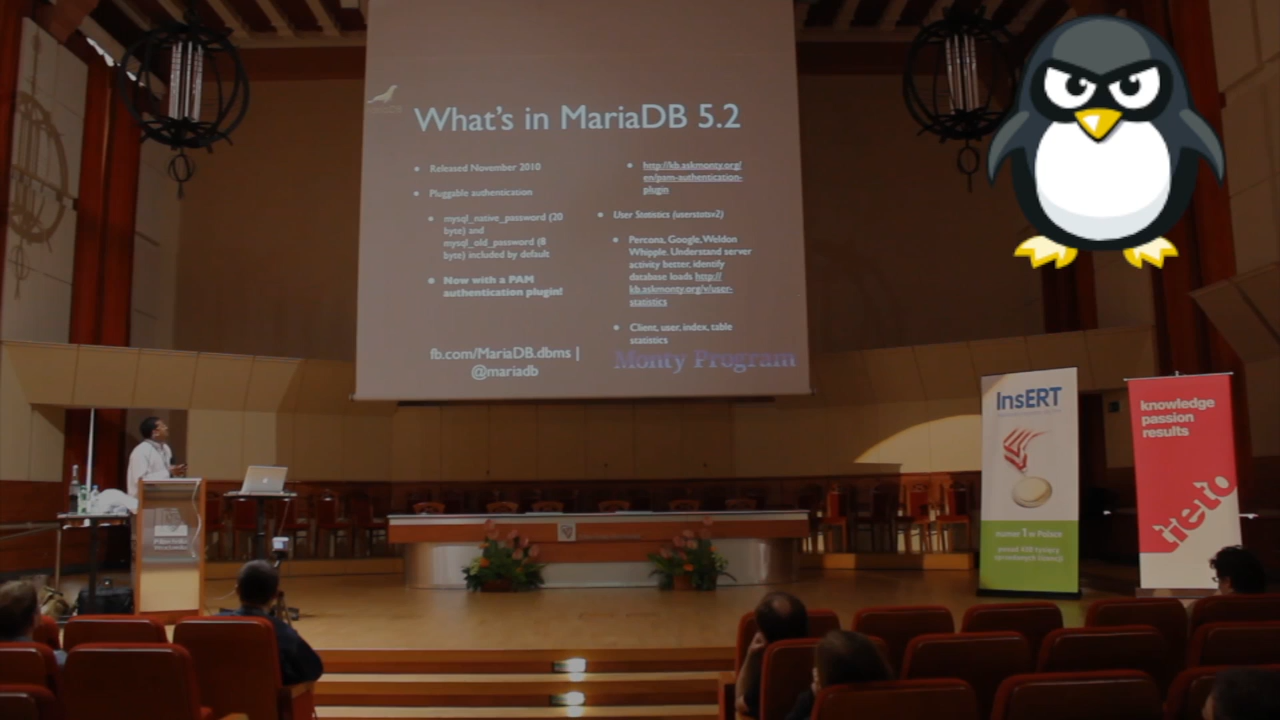 What's in MariaDB 5.2
Released November 2010
Pluggable authentication
mysql_native_password (20
byte) and
mysql_old_password (8
byte) included by default
Now with a PAM
authentication plugin!
http://kb.askmonty.org/
en/pam-authentication-
plugin
User Statistics (userstatv2)
Percona, Google, Weldon
Whipple. Understand server
activity better, identify
database loads http://
kb.askmonty.org/v/user-
statistics
Client, user, index, table
statistics
fb.com/MariaDB.dbms |
@mariadb
Monty Program
InsERT
numer 1 w Polsce
knowledge
passion
results
tieto